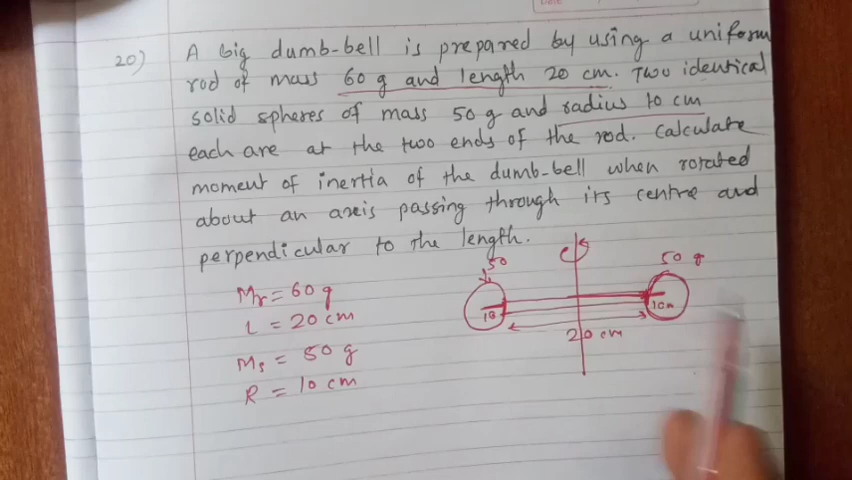 20) A big dumb-bell is prepared by using a uniform
rod of mass 60 g and length 20 cm. Two identical
solid spheres of mass 50 g and radius 10 cm
each are at the two ends of the rod. Calculate
moment of inertia of the dumb-bell when rotated
about an axis passing through its centre and
perpendicular to the length.
50
50 g
Mr = 60 g
L = 20 cm
10
10cm
20 cm
Ms = 50 g
R = 10 cm